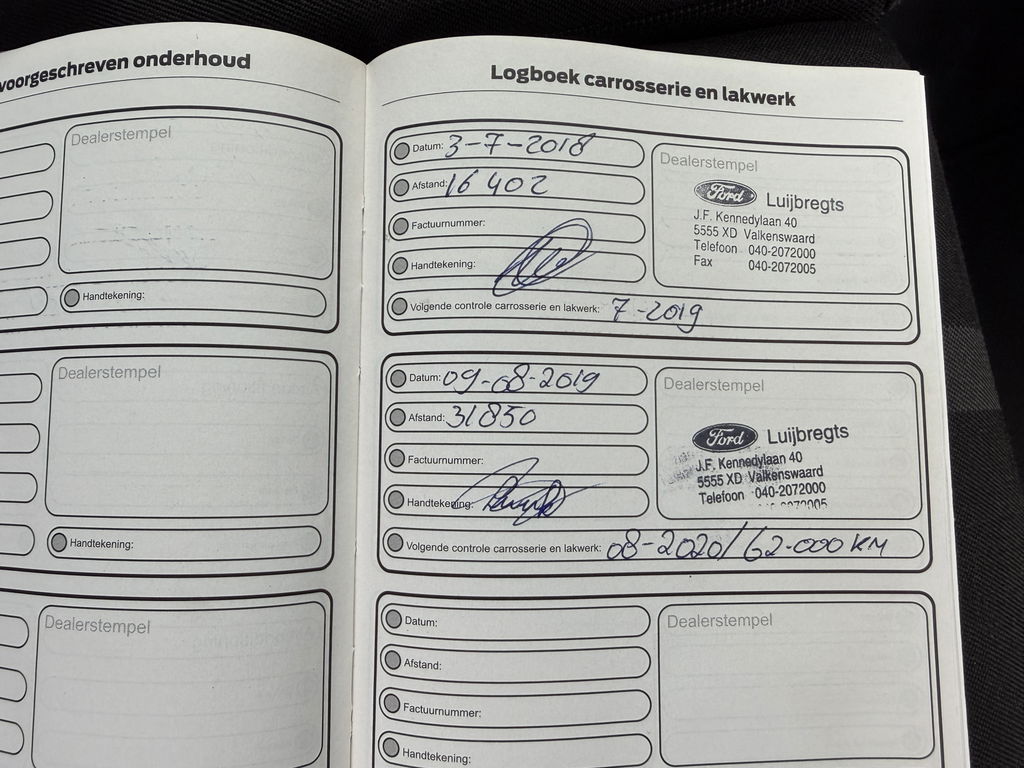 voorgeschreven onderhoud
Dealerstempel
Handtekening:
Dealerstempel
Handtekening:
Dealerstempel
Logboek carrosserie en lakwerk
Datum: 3-7-2018
Afstand: 16 402
Factuurnummer:
Handtekening:
Volgende controle carrosserie en lakwerk: 7-2019
Dealerstempel
Ford Luijbregts
J.F. Kennedylaan 40
5555 XD Valkenswaard
Telefoon 040-2072000
Fax 040-2072005
Datum: 09-08-2019
Afstand: 31850
Factuurnummer:
Handtekening:
Volgende controle carrosserie en lakwerk: 08-2020/62.000 KM
Dealerstempel
Ford Luijbregts
J.F. Kennedylaan 40
5555 XD Valkenswaard
Telefoon 040-2072000
Datum:
Afstand:
Factuurnummer:
Handtekening:
Dealerstempel